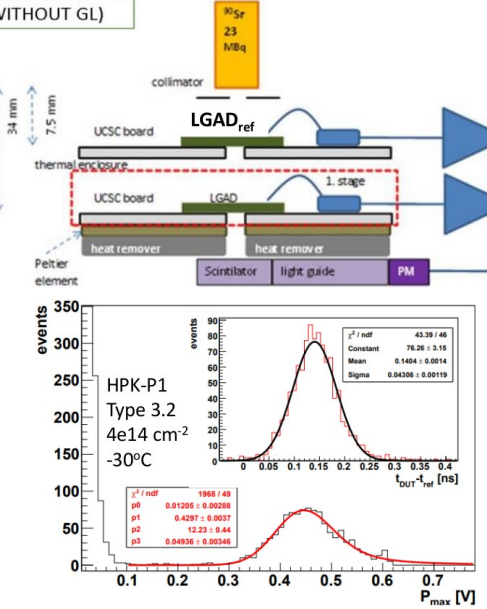 WITHOUT GL)
⁹⁰Sr
23
MBq
collimator
34 mm
7.5 mm
LGADref
UCSC board
thermal enclosure
1. stage
UCSC board
LGAD
heat remover
heat remover
Peltier
element
Scintilator
light guide
PM
events
350
300
250
200
150
100
50
0
HPK-P1
Type 3.2
4e14 cm⁻²
-30°C
events
90
80
70
60
50
40
30
20
10
0
χ² / ndf 43.39 / 46
Constant 76.26 ± 3.15
Mean 0.1404 ± 0.0014
Sigma 0.04306 ± 0.00119
0 0.05 0.1 0.15 0.2 0.25 0.3 0.35 0.4
tDUT-tref [ns]
χ² / ndf 1968 / 49
p0 0.01205 ± 0.00288
p1 0.4297 ± 0.0037
p2 12.23 ± 0.44
p3 0.04936 ± 0.00346
0.1 0.2 0.3 0.4 0.5 0.6 0.7
Pmax [V]